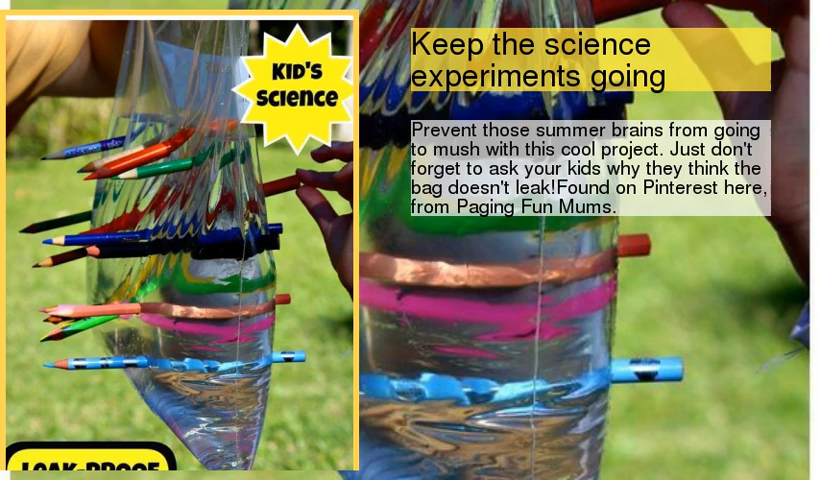 KID'S
SCIENCE
LEAK-PROOF
Keep the science
experiments going
Prevent those summer brains from going
to mush with this cool project. Just don't
forget to ask your kids why they think the
bag doesn't leak!Found on Pinterest here,
from Paging Fun Mums.